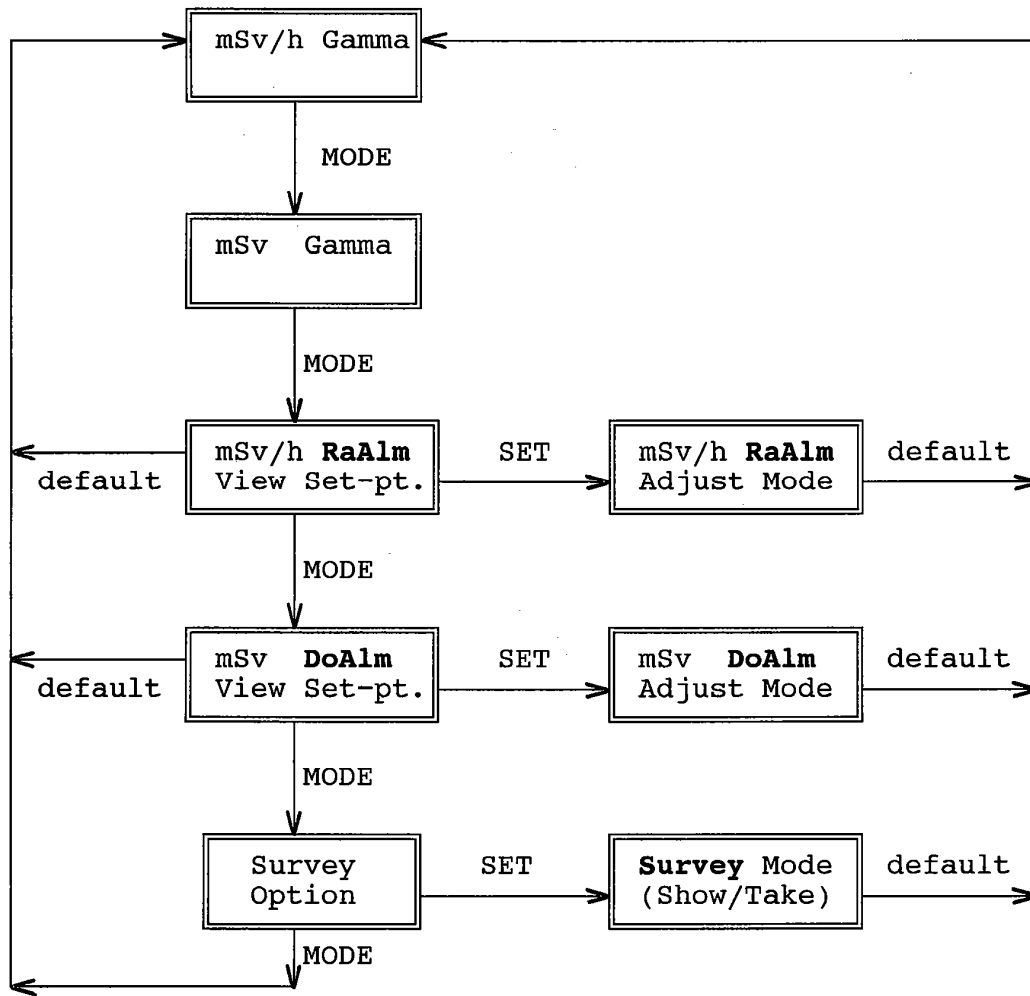 mSv/h Gamma
MODE
mSv Gamma
MODE
mSv/h RaAlm
View Set-pt.
default
SET
mSv/h RaAlm
Adjust Mode
default
MODE
mSv DoAlm
View Set-pt.
default
SET
mSv DoAlm
Adjust Mode
default
MODE
Survey
Option
SET
Survey Mode
(Show/Take)
default
MODE